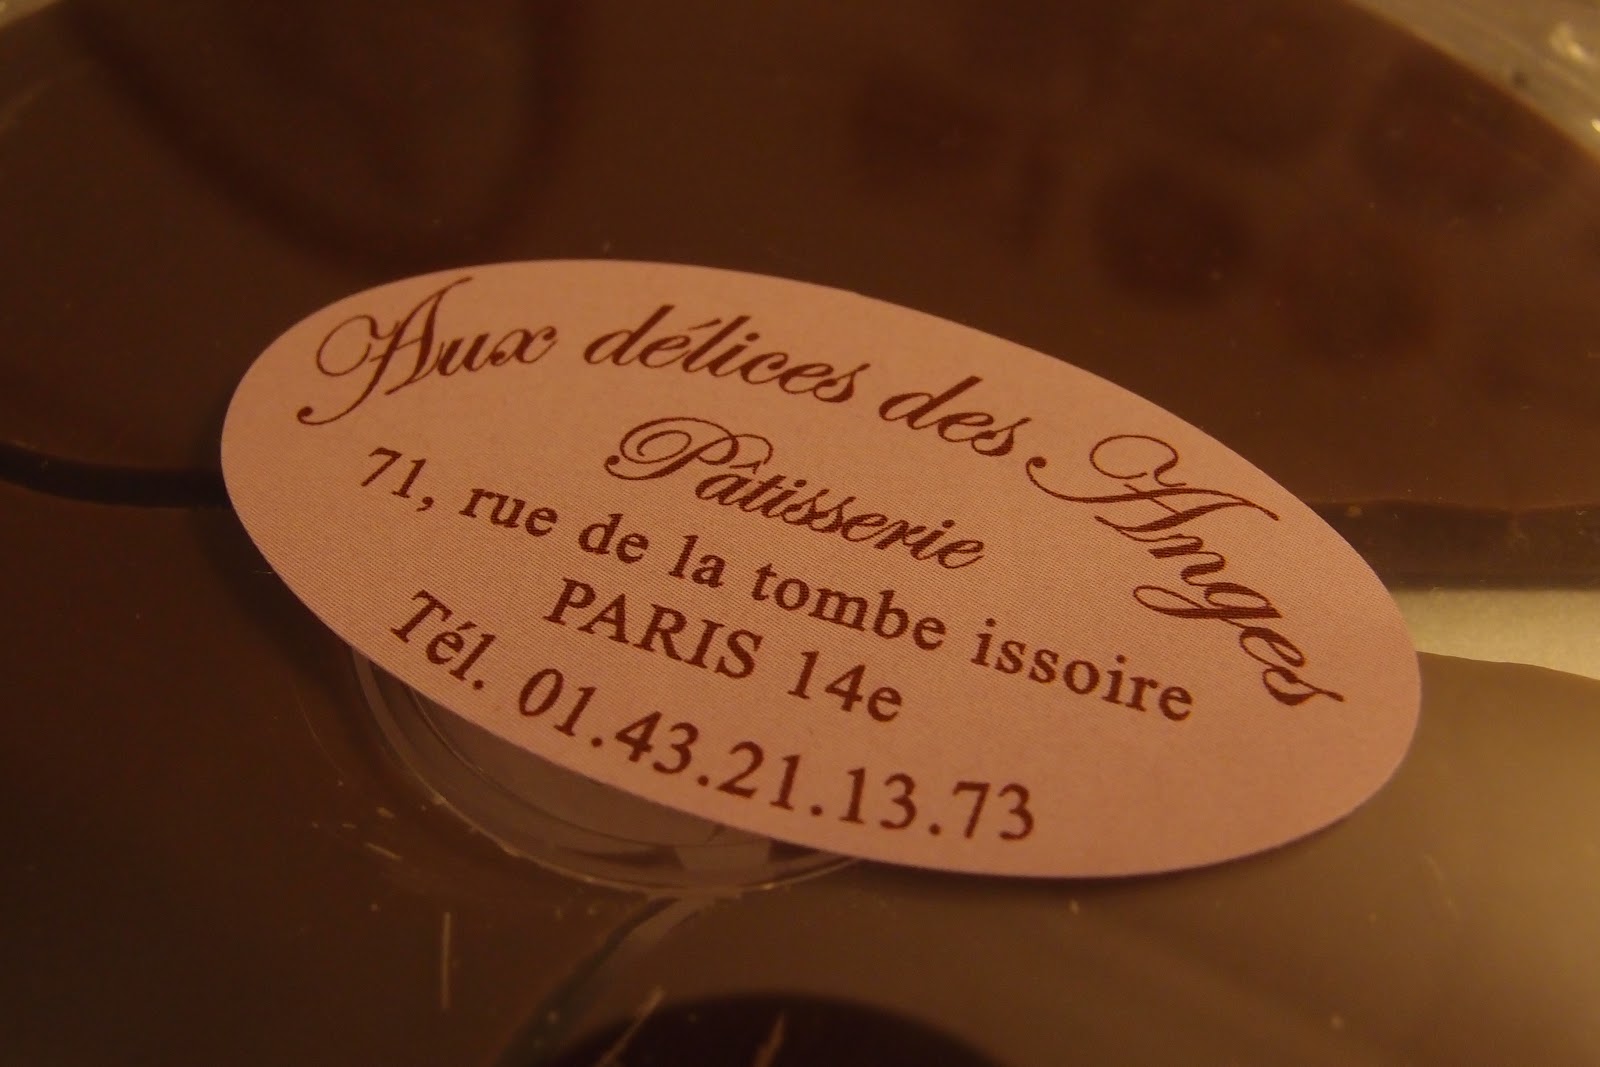 Aux délices des Anges
Pâtisserie
71, rue de la tombe issoire
PARIS 14e
Tél. 01.43.21.13.73